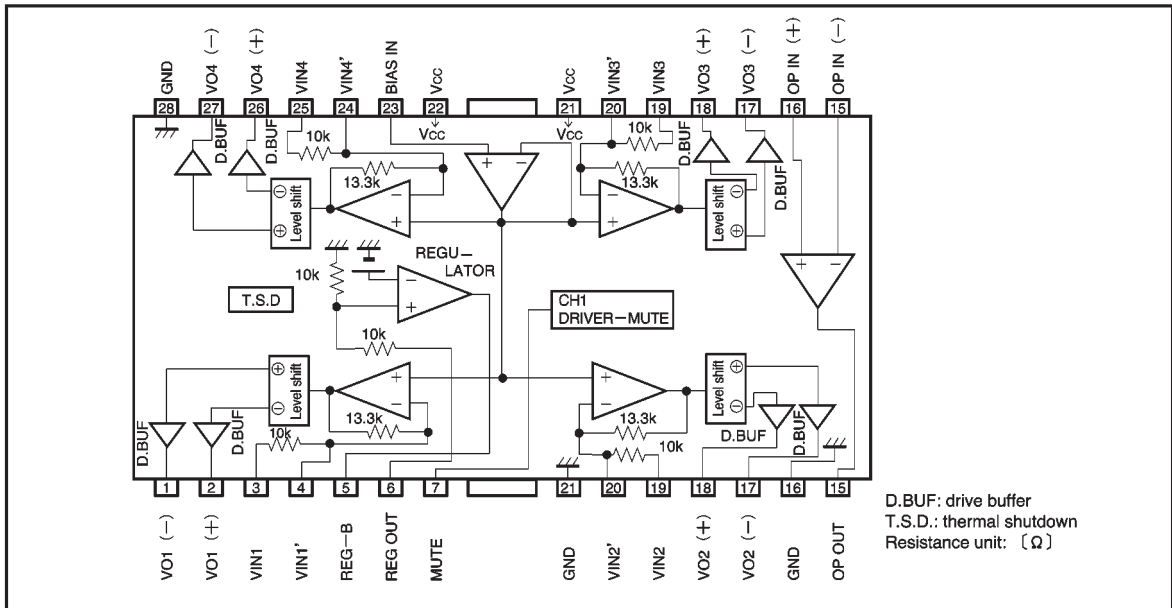 GND
VO4 (−)
VO4 (+)
VIN4
VIN4'
BIAS IN
Vcc
Vcc
VIN3'
VIN3
VO3 (+)
VO3 (−)
OP IN (+)
OP IN (−)
28
27
26
25
24
23
22
21
20
19
18
17
16
15
D.BUF
D.BUF
10k
Vcc
Vcc
10k
D.BUF
D.BUF
13.3k
13.3k
+
−
−
+
−
+
Level shift
⊖
⊕
Level shift
⊖
⊕
+
−
10k
REGU−
LATOR
−
+
T.S.D
CH1
DRIVER−MUTE
10k
Level shift
⊕
⊖
+
−
+
−
Level shift
⊕
⊖
D.BUF
D.BUF
10k
13.3k
13.3k
10k
D.BUF
D.BUF
1
2
3
4
5
6
7
21
20
19
18
17
16
15
VO1 (−)
VO1 (+)
VIN1
VIN1'
REG−B
REG OUT
MUTE
GND
VIN2'
VIN2
VO2 (+)
VO2 (−)
GND
OP OUT
D.BUF: drive buffer
T.S.D.: thermal shutdown
Resistance unit: 〔Ω〕